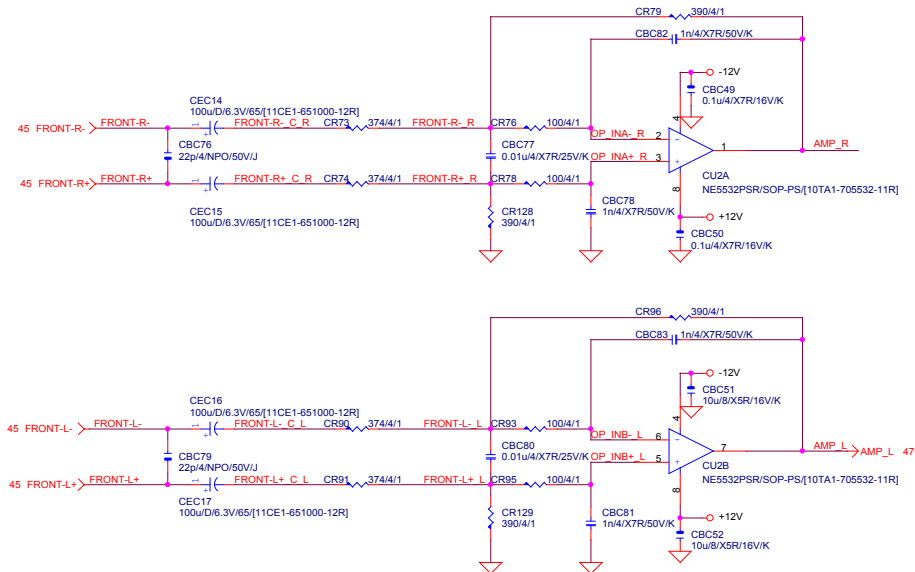 CR79 390/4/1
CBC82 1n/4/X7R/50V/K
-12V
CBC49
0.1u/4/X7R/16V/K
CEC14
100u/D/6.3V/65/[11CE1-651000-12R]
45 FRONT-R- FRONT-R- 1 + FRONT-R-_C_R CR73 374/4/1 FRONT-R-_R CR76 100/4/1
OP_INA-_R 2 - 4
CBC76
22p/4/NPO/50V/J
CBC77
0.01u/4/X7R/25V/K
OP_INA+_R 3 + 1 AMP_R
45 FRONT-R+ FRONT-R+ 1 + FRONT-R+_C_R CR74 374/4/1 FRONT-R+_R CR78 100/4/1
8
CU2A
NE5532PSR/SOP-PS/[10TA1-705532-11R]
CEC15
100u/D/6.3V/65/[11CE1-651000-12R]
CR128
390/4/1
CBC78
1n/4/X7R/50V/K
+12V
CBC50
0.1u/4/X7R/16V/K
CR96 390/4/1
CBC83 1n/4/X7R/50V/K
-12V
CBC51
10u/8/X5R/16V/K
CEC16
100u/D/6.3V/65/[11CE1-651000-12R]
45 FRONT-L- FRONT-L- 1 + FRONT-L-_C_L CR90 374/4/1 FRONT-L-_L CR93 100/4/1
OP_INB-_L 6 - 4
CBC79
22p/4/NPO/50V/J
CBC80
0.01u/4/X7R/25V/K
OP_INB+_L 5 + 7 AMP_L AMP_L 47
45 FRONT-L+ FRONT-L+ 1 + FRONT-L+_C_L CR91 374/4/1 FRONT-L+_L CR95 100/4/1
8
CU2B
NE5532PSR/SOP-PS/[10TA1-705532-11R]
CEC17
100u/D/6.3V/65/[11CE1-651000-12R]
CR129
390/4/1
CBC81
1n/4/X7R/50V/K
+12V
CBC52
10u/8/X5R/16V/K